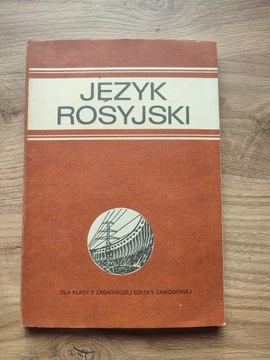 JĘZYK
ROSYJSKI
DLA KLASY II ZASADNICZEJ SZKOŁY ZAWODOWEJ